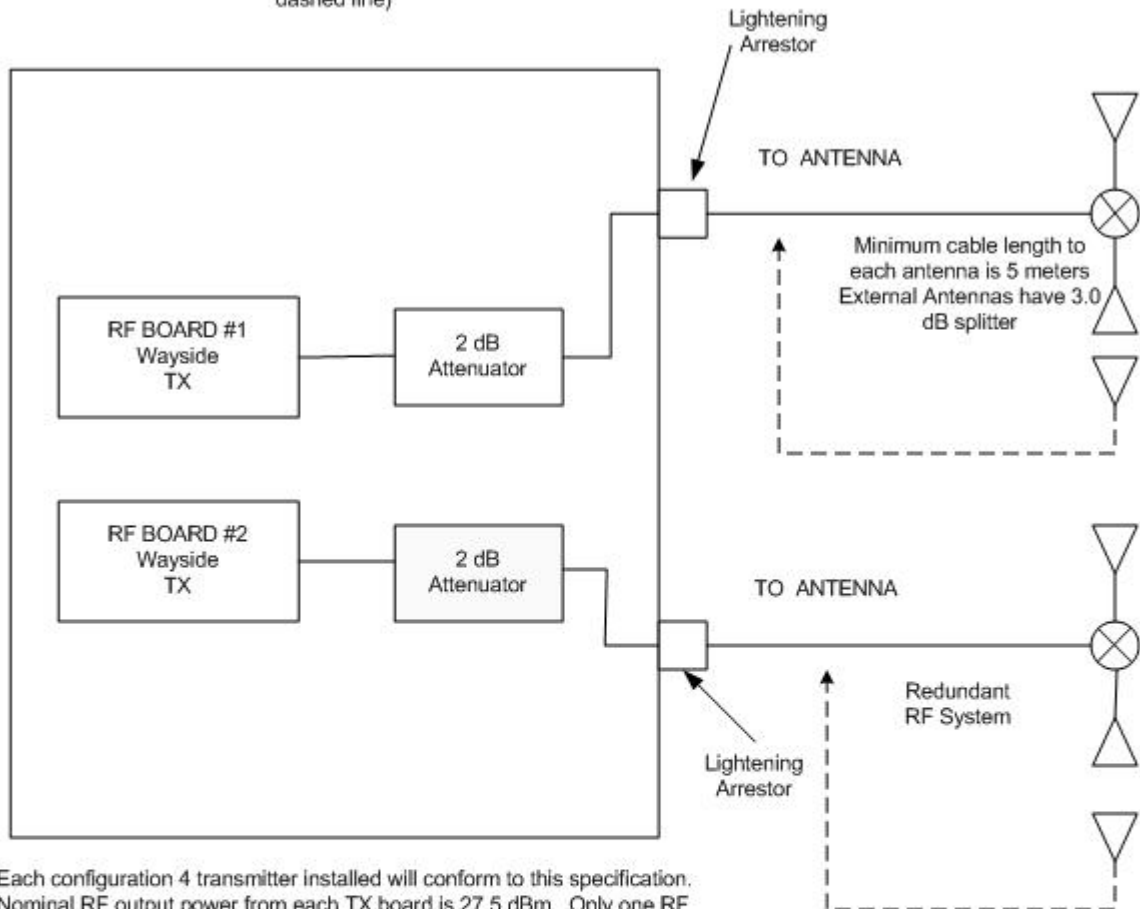 dashed line)
Lightening
Arrestor
TO ANTENNA
Minimum cable length to
each antenna is 5 meters
External Antennas have 3.0
dB splitter
RF BOARD #1
Wayside
TX
2 dB
Attenuator
RF BOARD #2
Wayside
TX
2 dB
Attenuator
TO ANTENNA
Redundant
RF System
Lightening
Arrestor
Each configuration 4 transmitter installed will conform to this specification.
Nominal RF output power from each TX board is 27.5 dBm. Only one RF